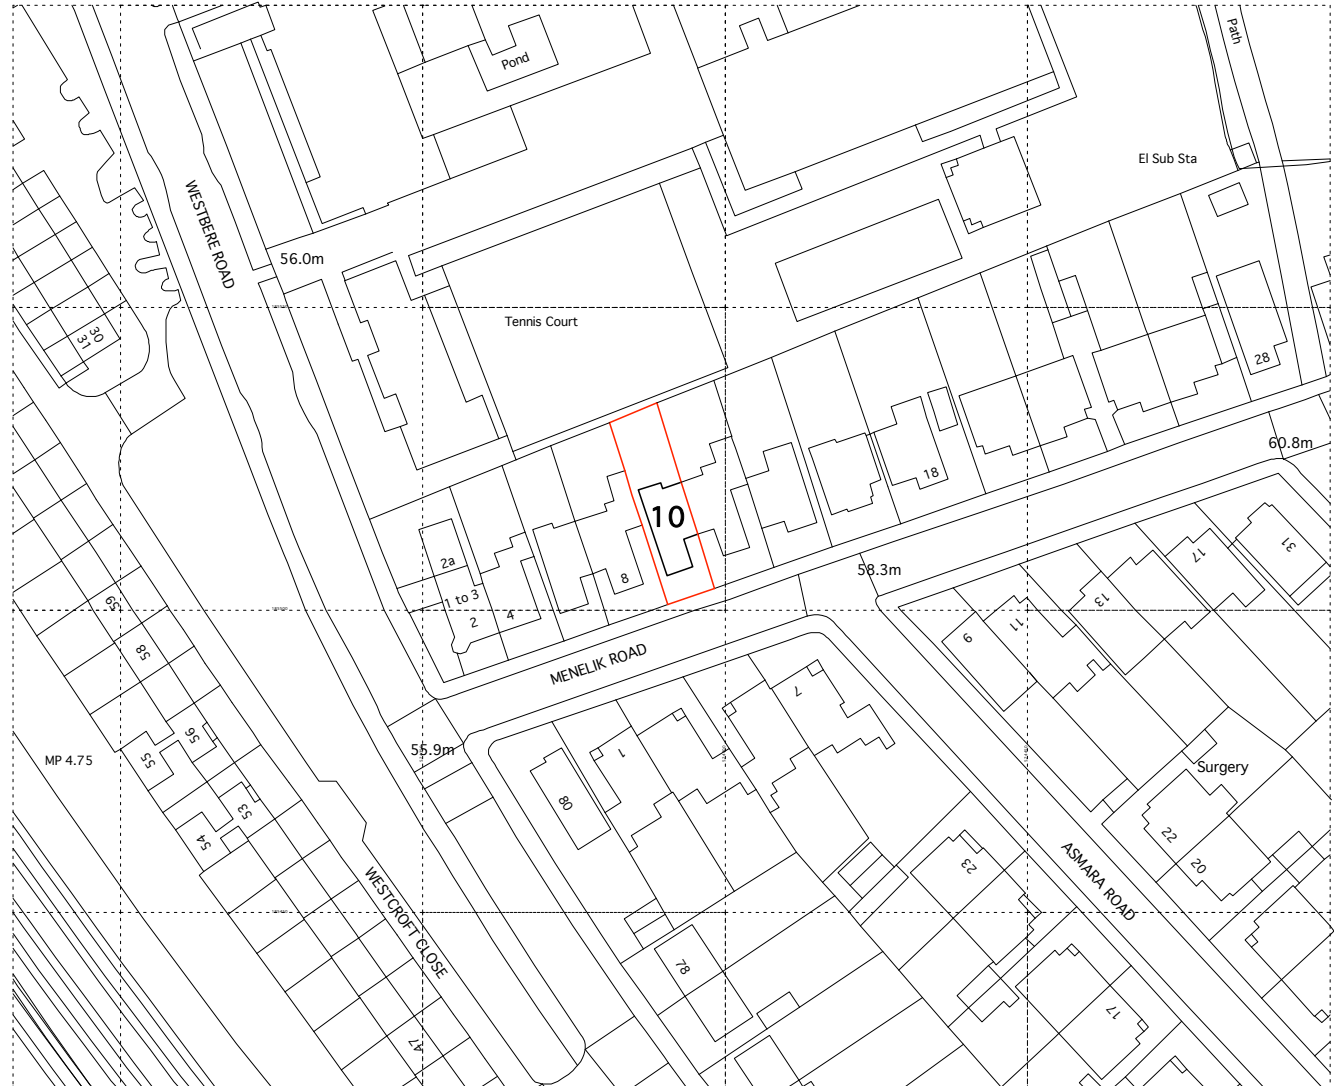 Path
Pond
El Sub Sta
WESTBERE ROAD
56.0m
Tennis Court
30
31
28
60.8m
18
10
17
31
2a
8
58.3m
1 to 3
2
4
59
13
11
9
58
MENELIK ROAD
7
56
55
MP 4.75
55.9m
1
Surgery
80
53
54
22
20
23
ASMARA ROAD
WESTCROFT CLOSE
78
17
47